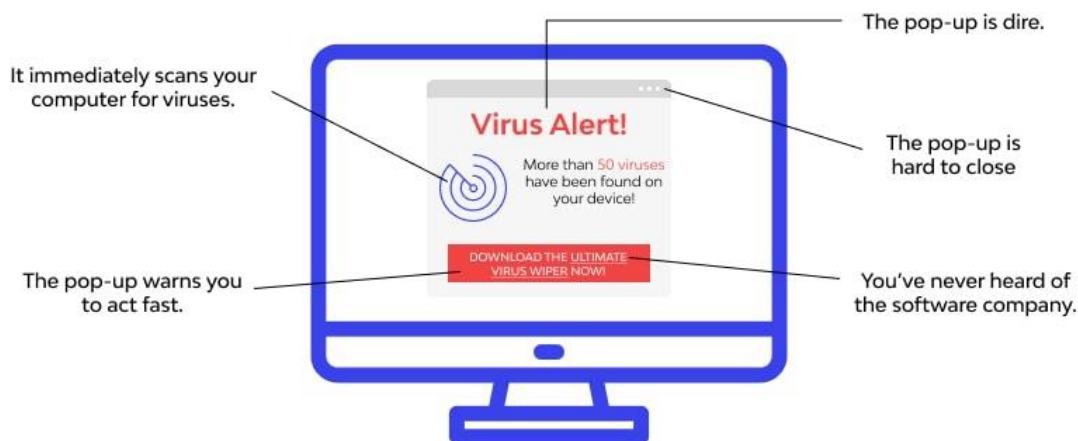 The pop-up is dire.
It immediately scans your
computer for viruses.
Virus Alert!
The pop-up is
hard to close
More than 50 viruses
have been found on
your device!
DOWNLOAD THE ULTIMATE
VIRUS WIPER NOW!
The pop-up warns you
to act fast.
You've never heard of
the software company.